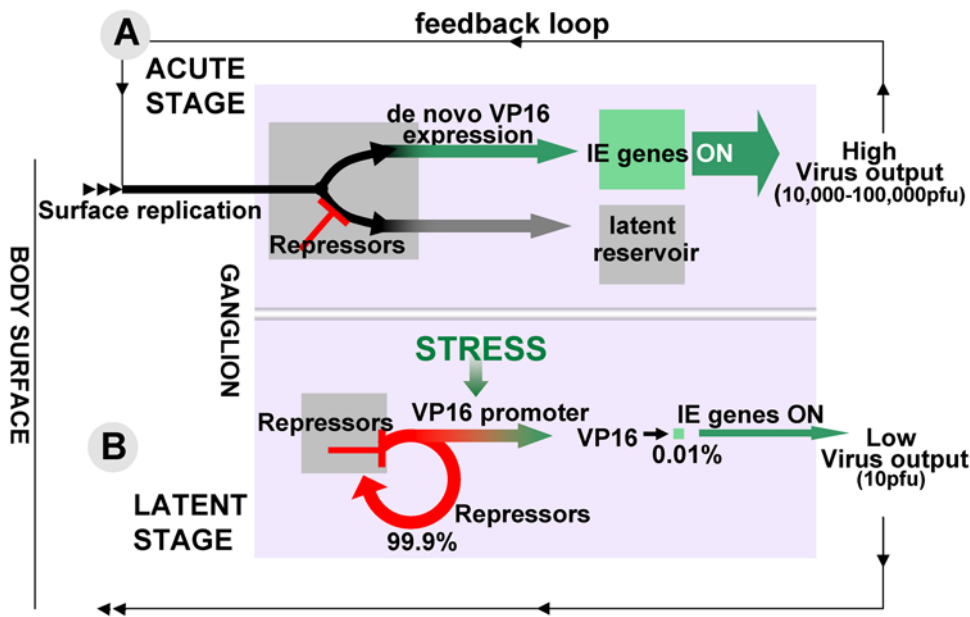 A
feedback loop
ACUTE
STAGE
de novo VP16
expression
IE genes ON
High
Virus output
(10,000-100,000pfu)
Surface replication
Repressors
latent
reservoir
BODY SURFACE
GANGLION
STRESS
Repressors
VP16 promoter
B
VP16
IE genes ON
0.01%
Low
Virus output
(10pfu)
LATENT
STAGE
Repressors
99.9%